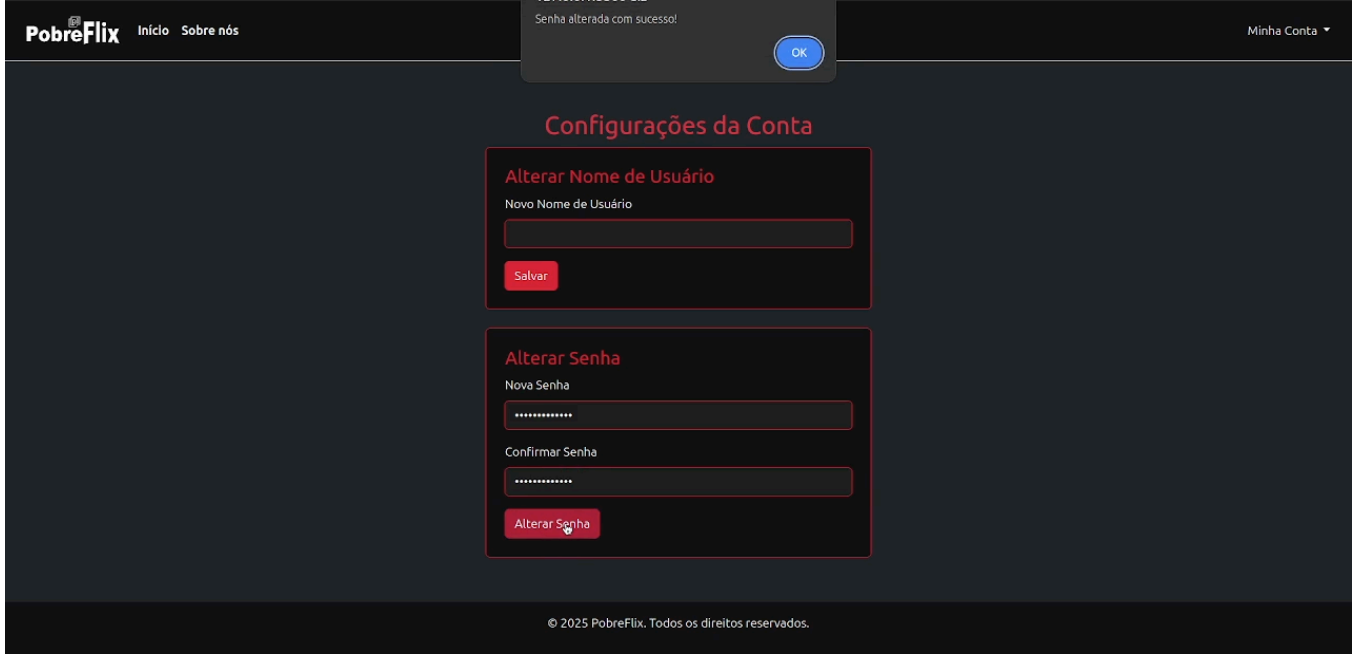 PobreFlix Início Sobre nós
Senha alterada com sucesso!
OK
Minha Conta
Configurações da Conta
Alterar Nome de Usuário
Novo Nome de Usuário
Salvar
Alterar Senha
Nova Senha
Confirmar Senha
Alterar Senha
© 2025 PobreFlix. Todos os direitos reservados.